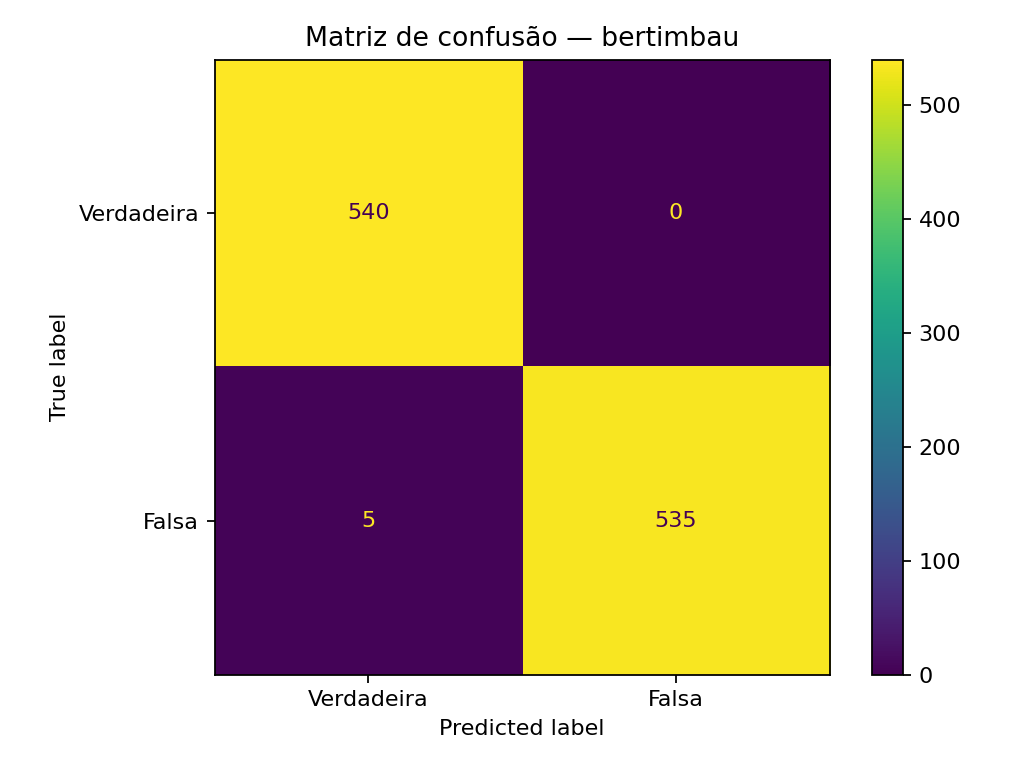 Matriz de confusão — bertimbau
Verdadeira
Falsa
True label
540
0
5
535
Verdadeira
Falsa
Predicted label
500
400
300
200
100
0